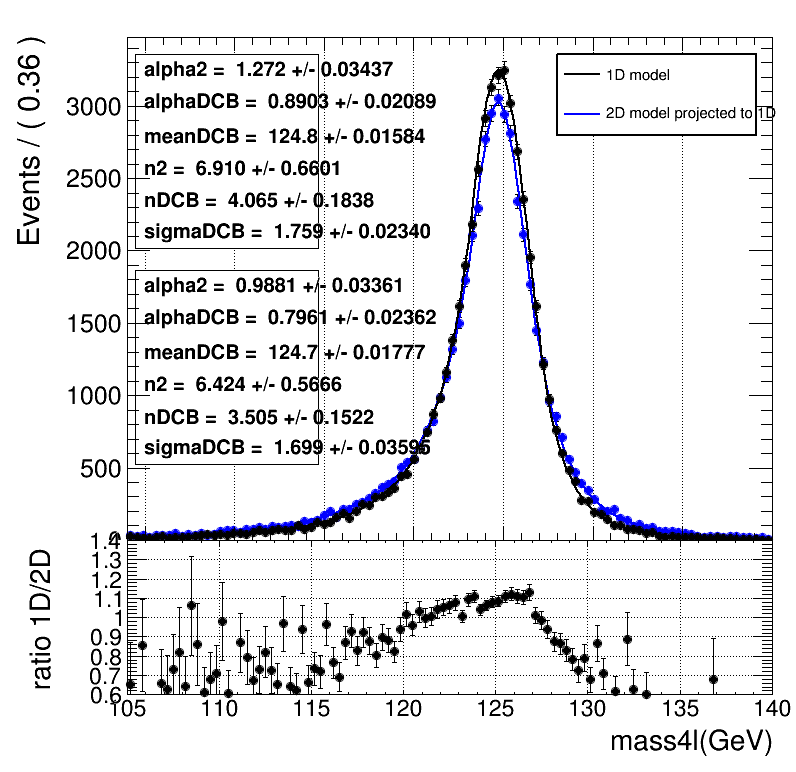 Events / ( 0.36 )
3000
2500
2000
1500
1000
500
0
alpha2 = 1.272 +/- 0.03437
alphaDCB = 0.8903 +/- 0.02089
meanDCB = 124.8 +/- 0.01584
n2 = 6.910 +/- 0.6601
nDCB = 4.065 +/- 0.1838
sigmaDCB = 1.759 +/- 0.02340
alpha2 = 0.9881 +/- 0.03361
alphaDCB = 0.7961 +/- 0.02362
meanDCB = 124.7 +/- 0.01777
n2 = 6.424 +/- 0.5666
nDCB = 3.505 +/- 0.1522
sigmaDCB = 1.699 +/- 0.03595
1D model
2D model projected to 1D
ratio 1D/2D
1.4
1.3
1.2
1.1
1
0.9
0.8
0.7
0.6
105 110 115 120 125 130 135 140
mass4l(GeV)